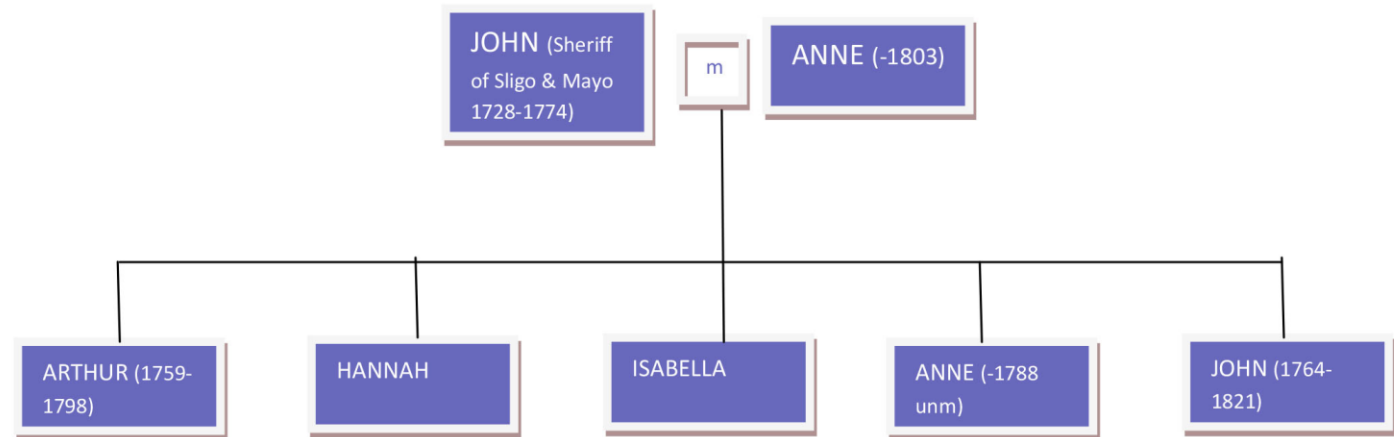 JOHN (Sheriff
of Sligo & Mayo
1728-1774)
m
ANNE (-1803)
ARTHUR (1759-
1798)
HANNAH
ISABELLA
ANNE (-1788
unm)
JOHN (1764-
1821)